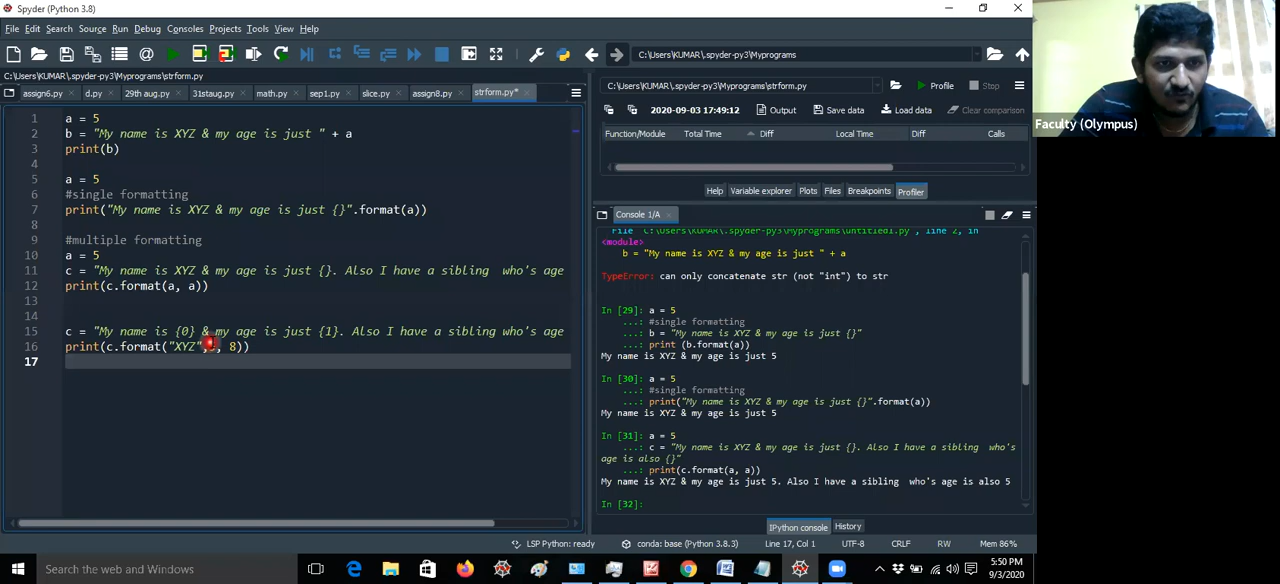 Spyder (Python 3.8)
File Edit Search Source Run Debug Consoles Projects Tools View Help
C:\Users\KUMAR\.spyder-py3\Myprograms
C:\Users\KUMAR\.spyder-py3\Myprograms\strform.py
assign6.py d.py 29th aug.py 31staug.py math.py sep1.py slice.py assign8.py strform.py*
1 a = 5
2 b = "My name is XYZ & my age is just " + a
3 print(b)
4
5 a = 5
6 #single formatting
7 print("My name is XYZ & my age is just {}".format(a))
8
9 #multiple formatting
10 a = 5
11 c = "My name is XYZ & my age is just {}. Also I have a sibling who's age
12 print(c.format(a, a))
13
14
15 c = "My name is {0} & my age is just {1}. Also I have a sibling who's age
16 print(c.format("XYZ", , 8))
17
C:\Users\KUMAR\.spyder-py3\Myprograms\strform.py
Profile Stop
2020-09-03 17:49:12 Output Save data Load data Clear comparison
Function/Module Total Time Diff Local Time Diff Calls
Help Variable explorer Plots Files Breakpoints Profiler
Console 1/A
File "C:\Users\KUMAR\.spyder-py3\Myprograms\untitled1.py", line 2, in
<module>
b = "My name is XYZ & my age is just " + a
TypeError: can only concatenate str (not "int") to str
In [29]: a = 5
...: #single formatting
...: b = "My name is XYZ & my age is just {}"
...: print (b.format(a))
My name is XYZ & my age is just 5
In [30]: a = 5
...: #single formatting
...: print("My name is XYZ & my age is just {}".format(a))
My name is XYZ & my age is just 5
In [31]: a = 5
...: c = "My name is XYZ & my age is just {}. Also I have a sibling who's
age is also {}"
...: print(c.format(a, a))
My name is XYZ & my age is just 5. Also I have a sibling who's age is also 5
In [32]:
IPython console History
LSP Python: ready conda: base (Python 3.8.3) Line 17, Col 1 UTF-8 CRLF RW Mem 86%
Search the web and Windows
5:50 PM
9/3/2020
Faculty (Olympus)